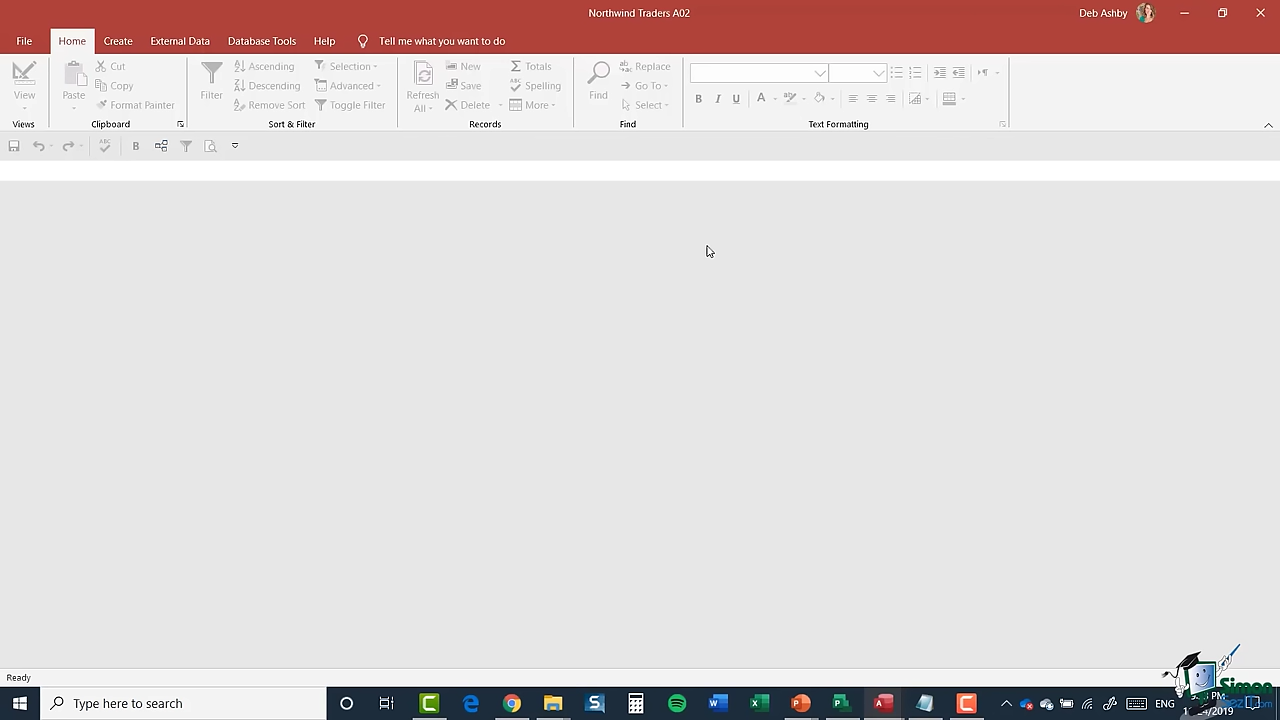 Northwind Traders A02
Deb Ashby
File Home Create External Data Database Tools Help Tell me what you want to do
View
Views
Paste
Cut
Copy
Format Painter
Clipboard
Filter
Ascending
Descending
Remove Sort
Selection
Advanced
Toggle Filter
Sort & Filter
Refresh
All
New
Save
Delete
Totals
Spelling
More
Records
Find
Replace
Go To
Select
Find
B I U A
Text Formatting
B
Ready
Type here to search
ENG
Simon